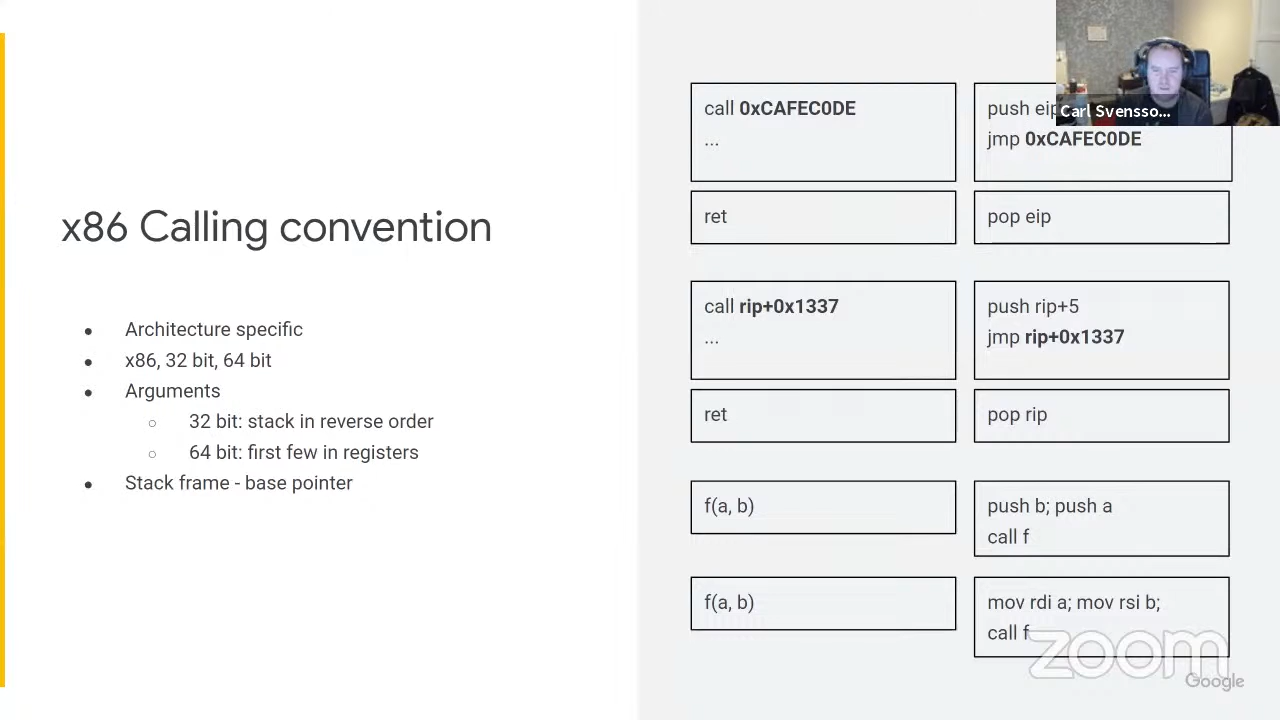 x86 Calling convention
Architecture specific
x86, 32 bit, 64 bit
Arguments
32 bit: stack in reverse order
64 bit: first few in registers
Stack frame - base pointer
call 0xCAFEC0DE
...
push eip
jmp 0xCAFEC0DE
ret
pop eip
call rip+0x1337
...
push rip+5
jmp rip+0x1337
ret
pop rip
f(a, b)
push b; push a
call f
f(a, b)
mov rdi a; mov rsi b;
call f
Carl Svensso...
zoom
Google